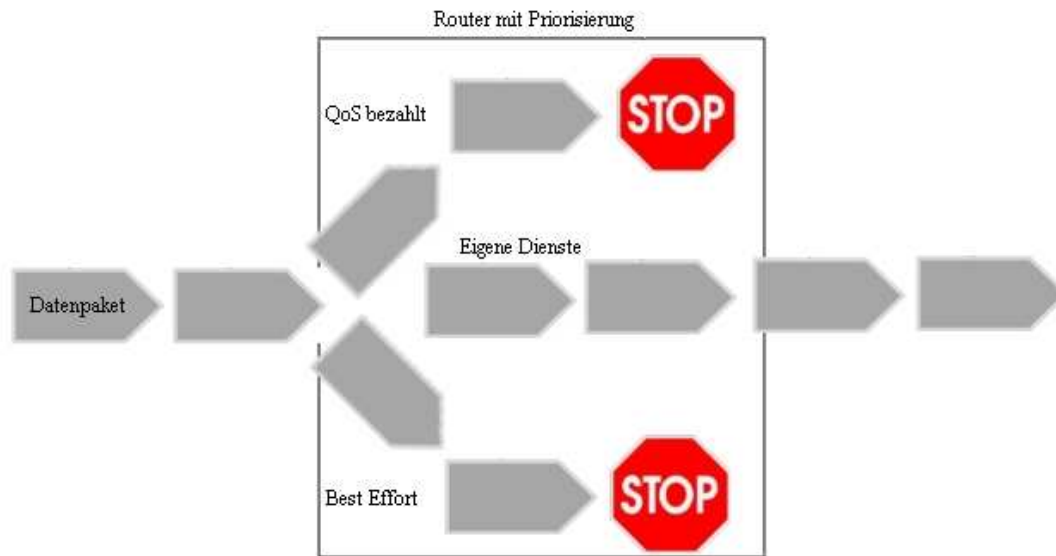 Router mit Priorisierung
QoS bezahlt
STOP
Eigene Dienste
Datenpaket
Best Effort
STOP